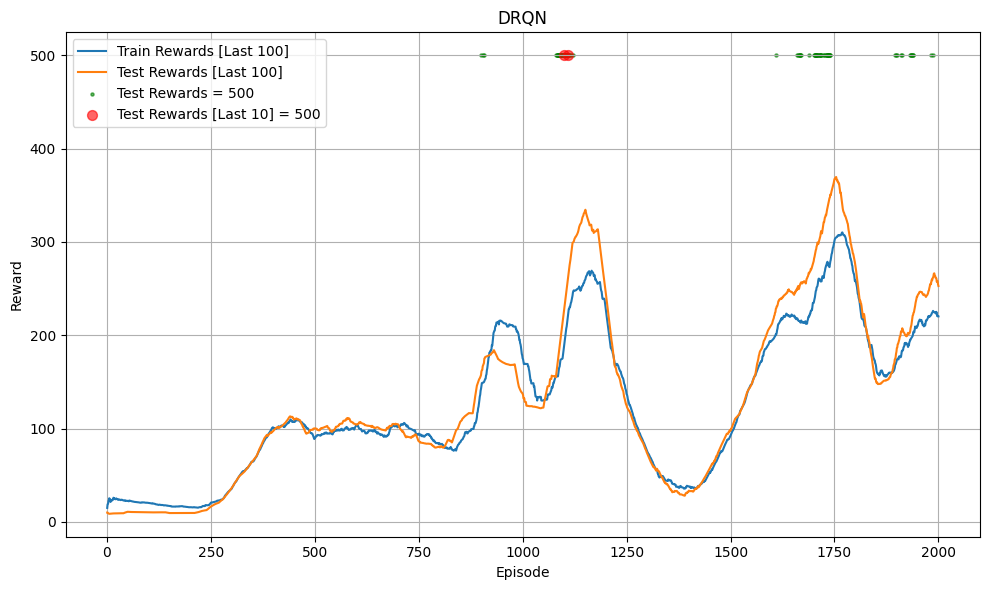 DRQN
Train Rewards [Last 100]
Test Rewards [Last 100]
Test Rewards = 500
Test Rewards [Last 10] = 500
Reward
500
400
300
200
100
0
0 250 500 750 1000 1250 1500 1750 2000
Episode